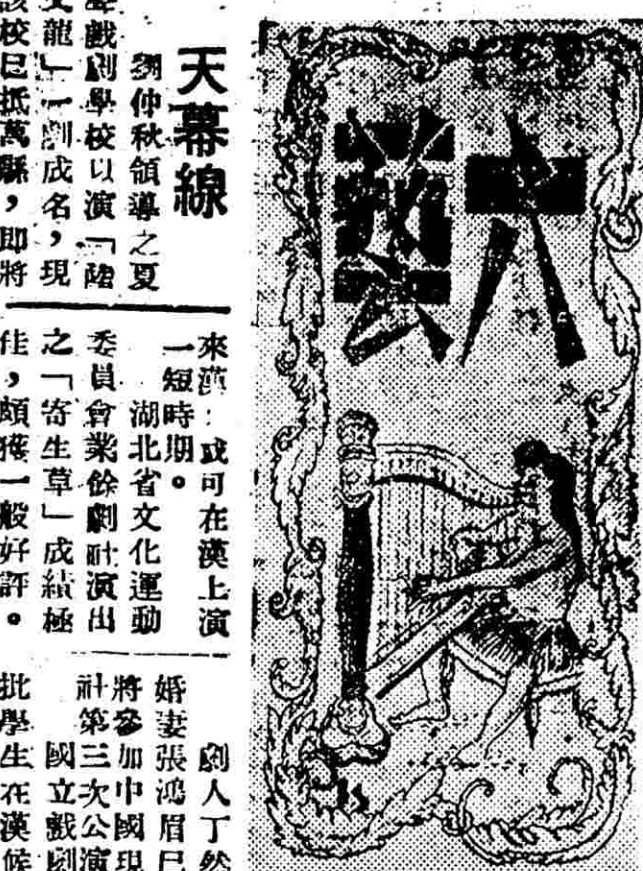 六藝
天幕線
劉仲秋領導之夏
戲劇學校以演「陸
文龍」一劇成名，現
該校已抵萬縣，即將
來漢：或可在漢上演
一短時期。
湖北省文化運動
委員會業餘劇社演出
之「寄生草」成績極
佳，頗獲一般好評。
劇人丁然
婚妻張鴻眉已
將參加中國現
社第三次公演
國立戲劇
批學生在漢候